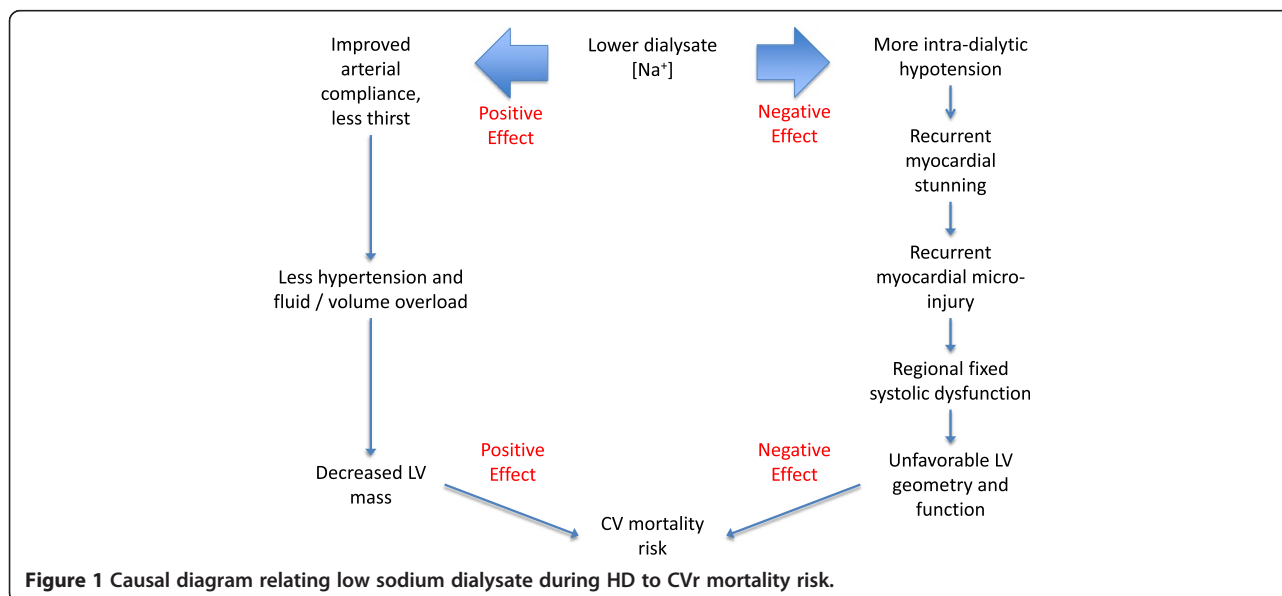 Improved
arterial
compliance,
less thirst
Lower dialysate
[Na⁺]
More intra-dialytic
hypotension
Positive
Effect
Negative
Effect
Recurrent
myocardial
stunning
Less hypertension and
fluid / volume overload
Recurrent
myocardial micro-
injury
Regional fixed
systolic dysfunction
Decreased LV
mass
Positive
Effect
Negative
Effect
Unfavorable LV
geometry and
function
CV mortality
risk
Figure 1 Causal diagram relating low sodium dialysate during HD to CVr mortality risk.